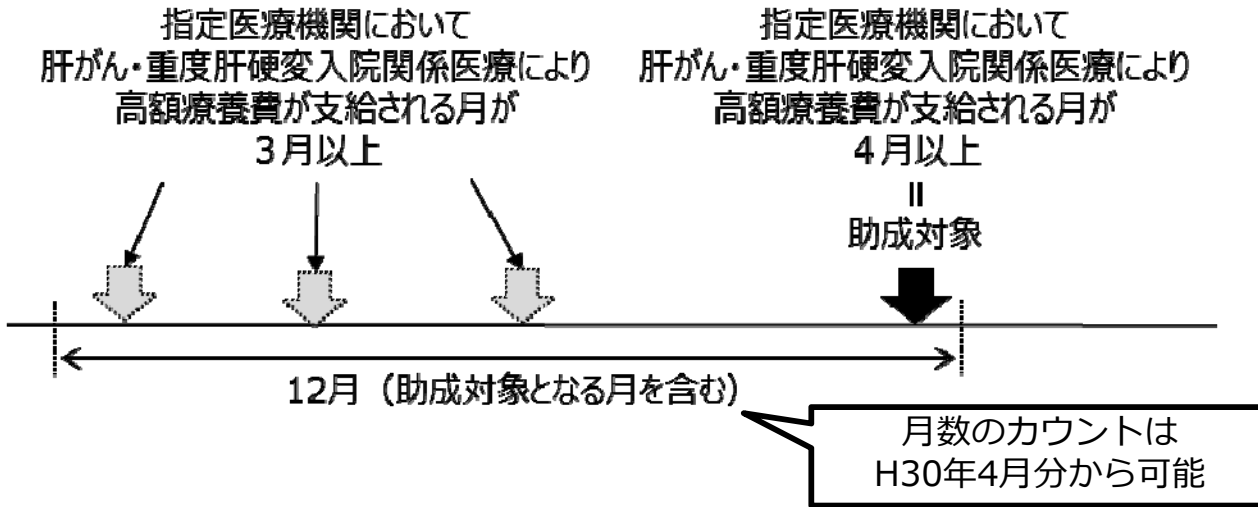 指定医療機関において
肝がん・重度肝硬変入院関係医療により
高額療養費が支給される月が
３月以上
指定医療機関において
肝がん・重度肝硬変入院関係医療により
高額療養費が支給される月が
４月以上
＝
助成対象
12月（助成対象となる月を含む）
月数のカウントは
H30年4月分から可能